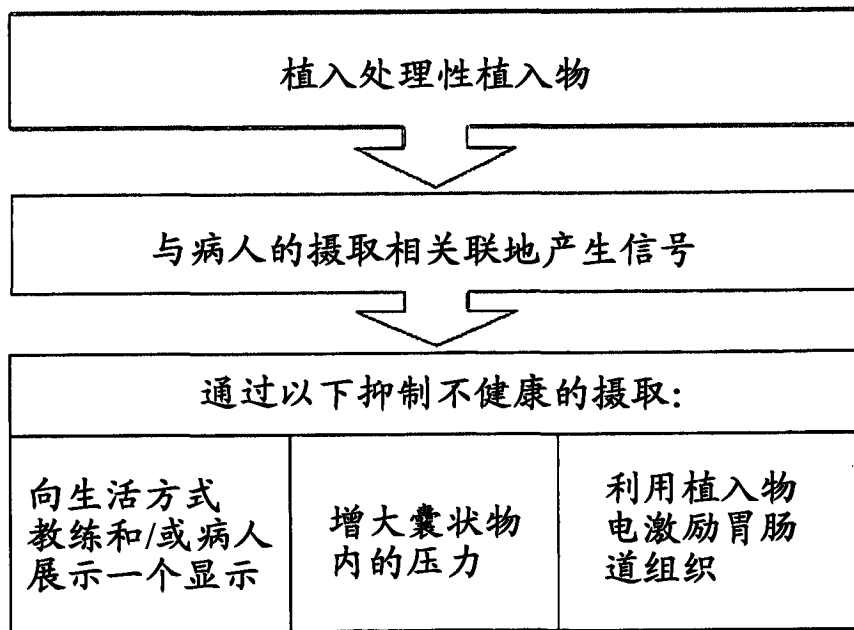 植入处理性植入物
与病人的摄取相关联地产生信号
通过以下抑制不健康的摄取:
向生活方式
教练和/或病人
展示一个显示
增大囊状物
内的压力
利用植入物
电激励胃肠
道组织